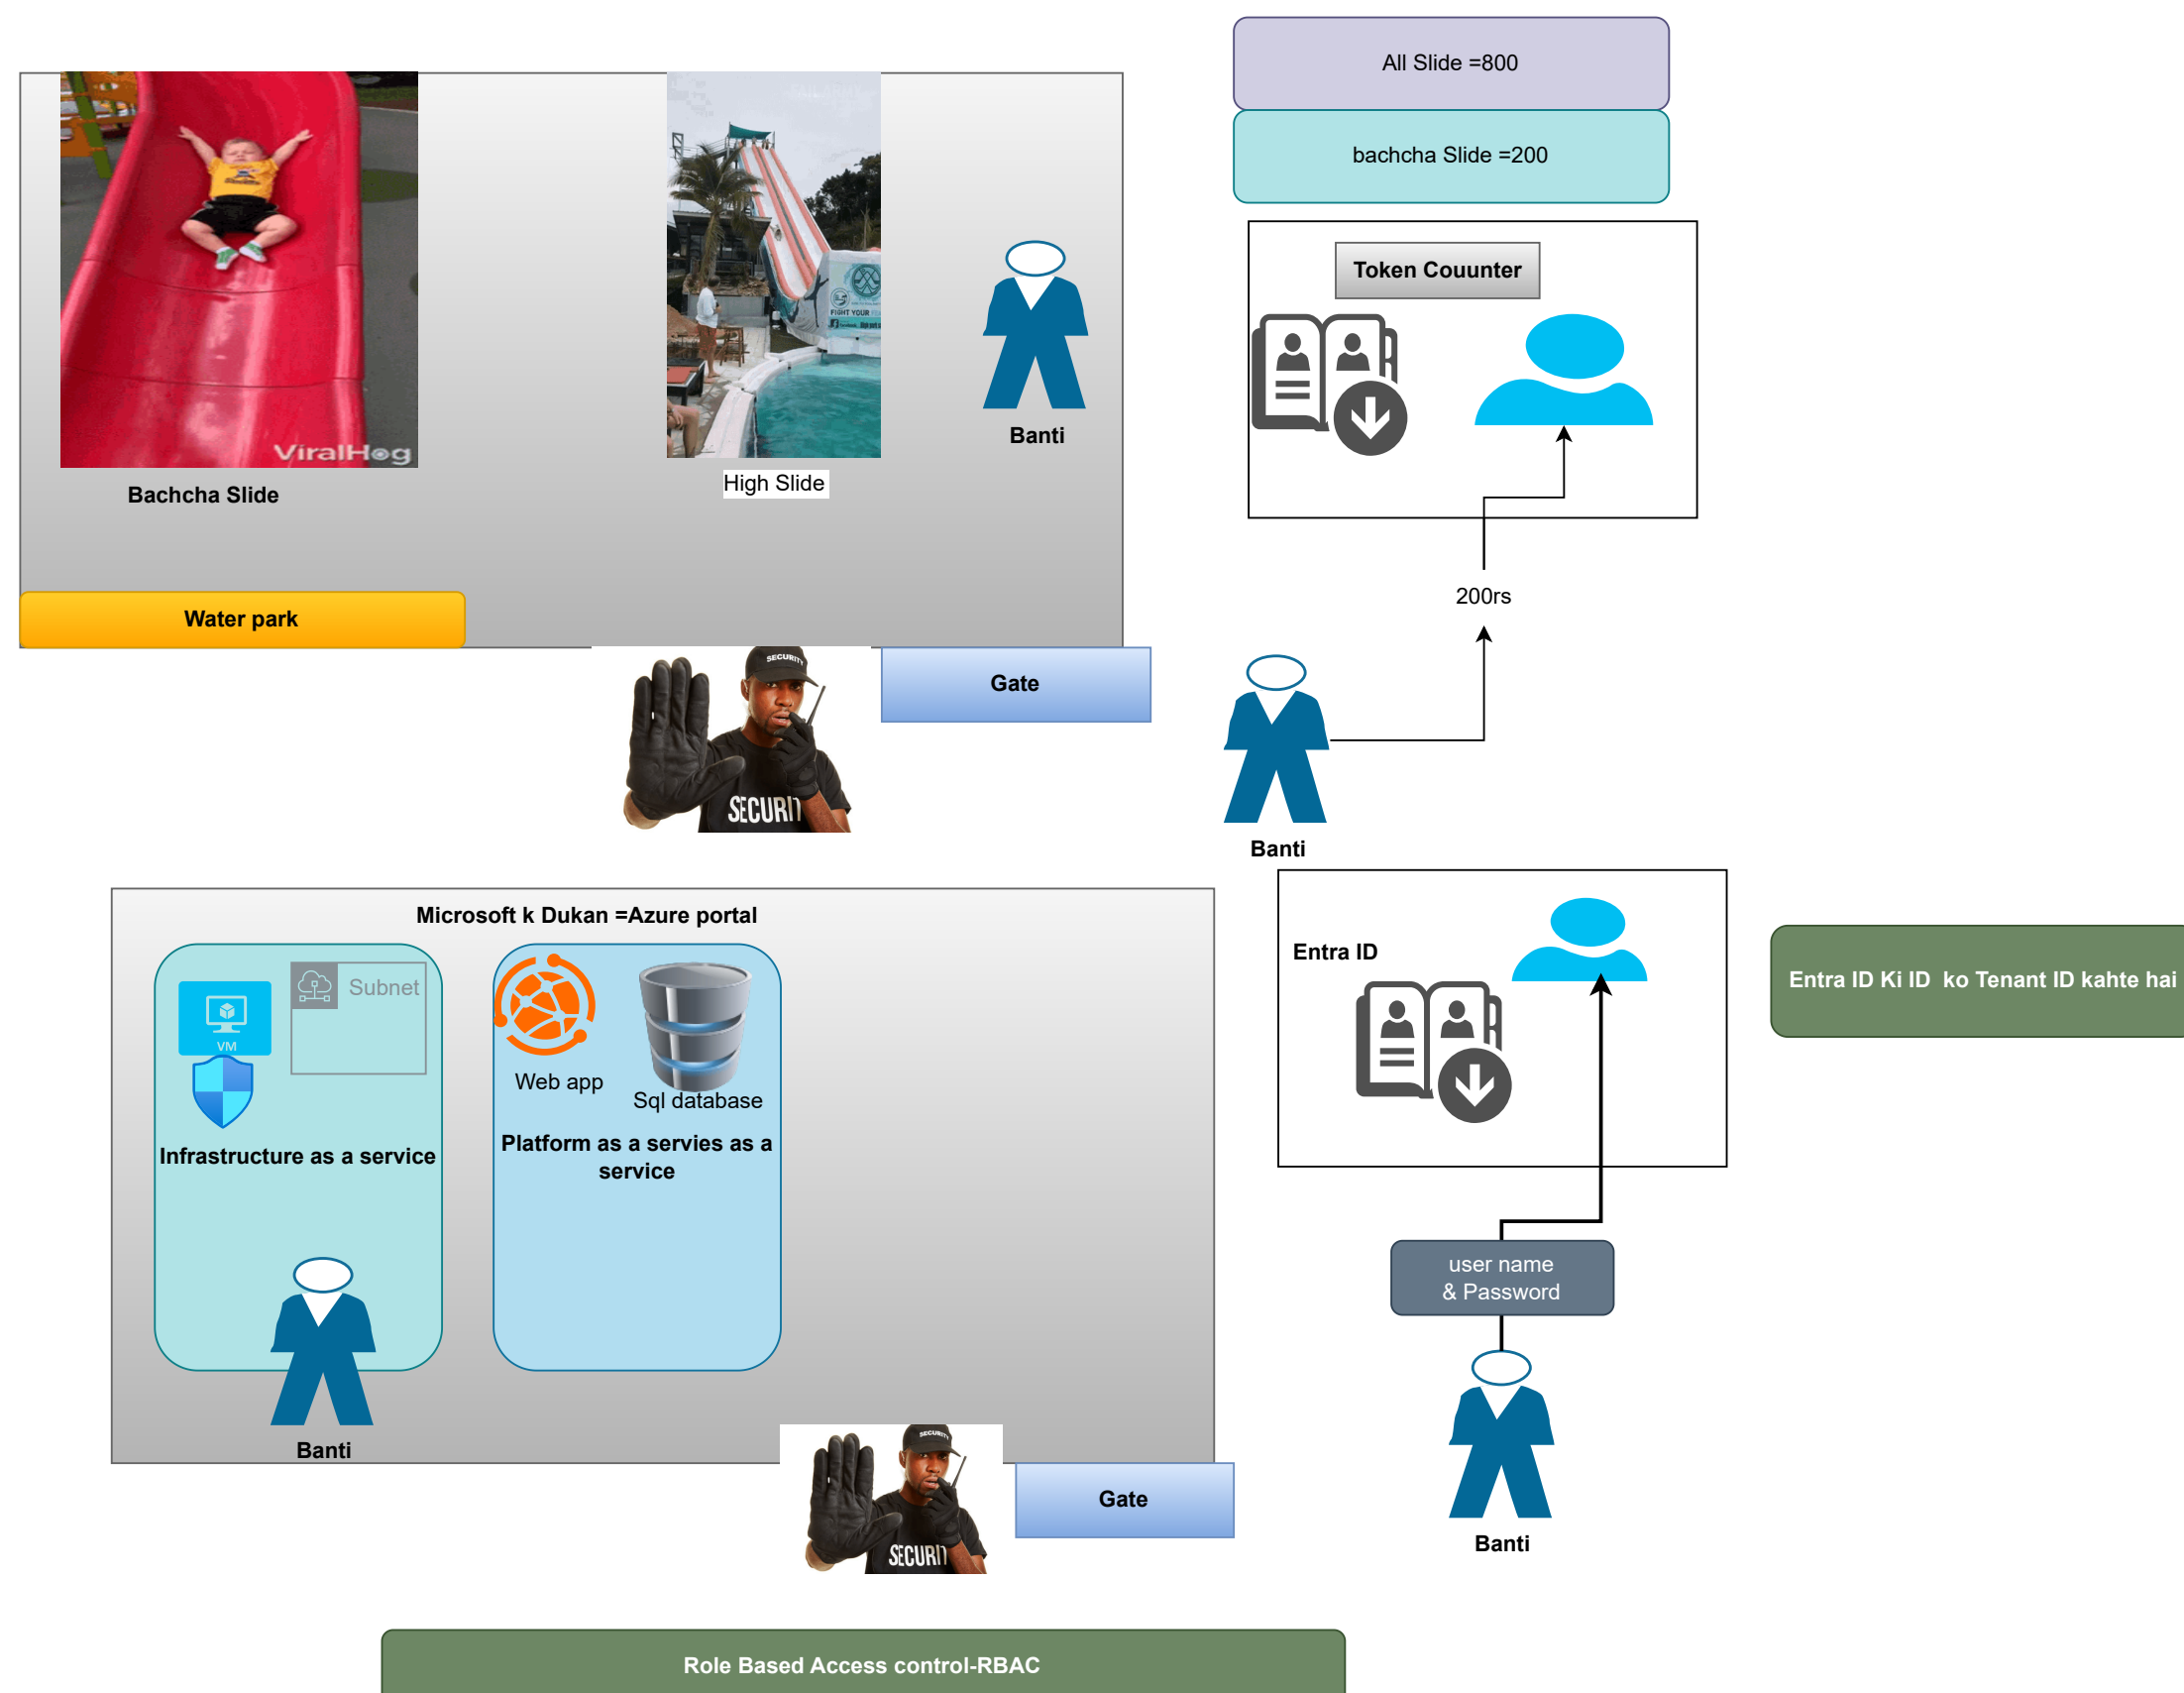 All Slide =800
bachcha Slide =200
Token Couunter
ViralHog
FIGHT YOUR
Bachcha Slide
High Slide
Banti
200rs
Water park
SECURITY
Gate
SECURIT
Banti
Microsoft k Dukan =Azure portal
Entra ID
Entra ID Ki ID ko Tenant ID kahte hai
Subnet
VM
Web app
Sql database
Infrastructure as a service
Platform as a servies as a
service
user name
& Password
Banti
SECURITY
Gate
SECURIT
Banti
Role Based Access control-RBAC